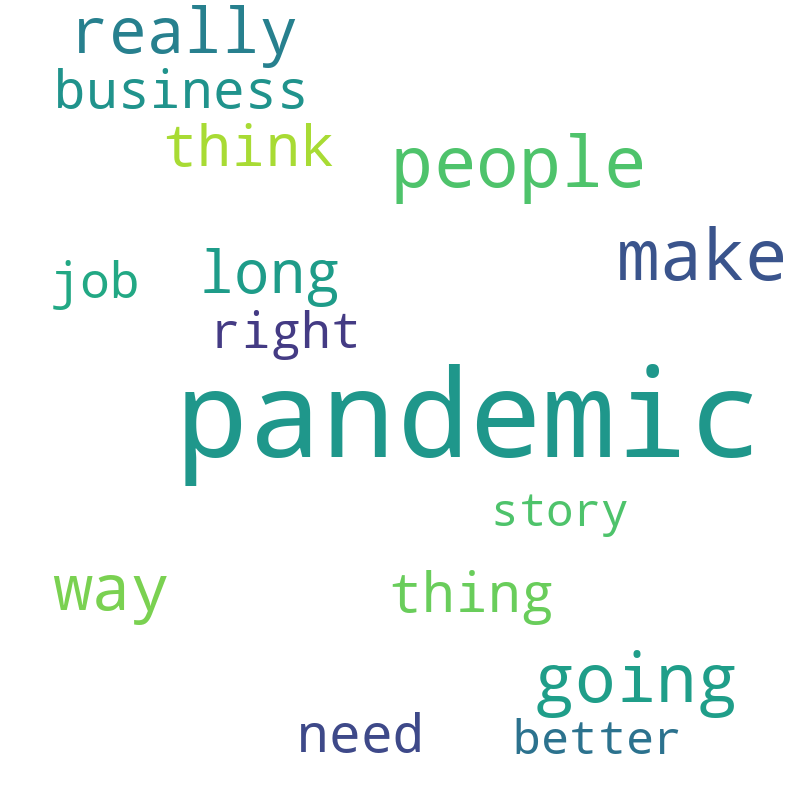 really
business
think
people
make
job
long
right
pandemic
story
way
thing
going
need
better